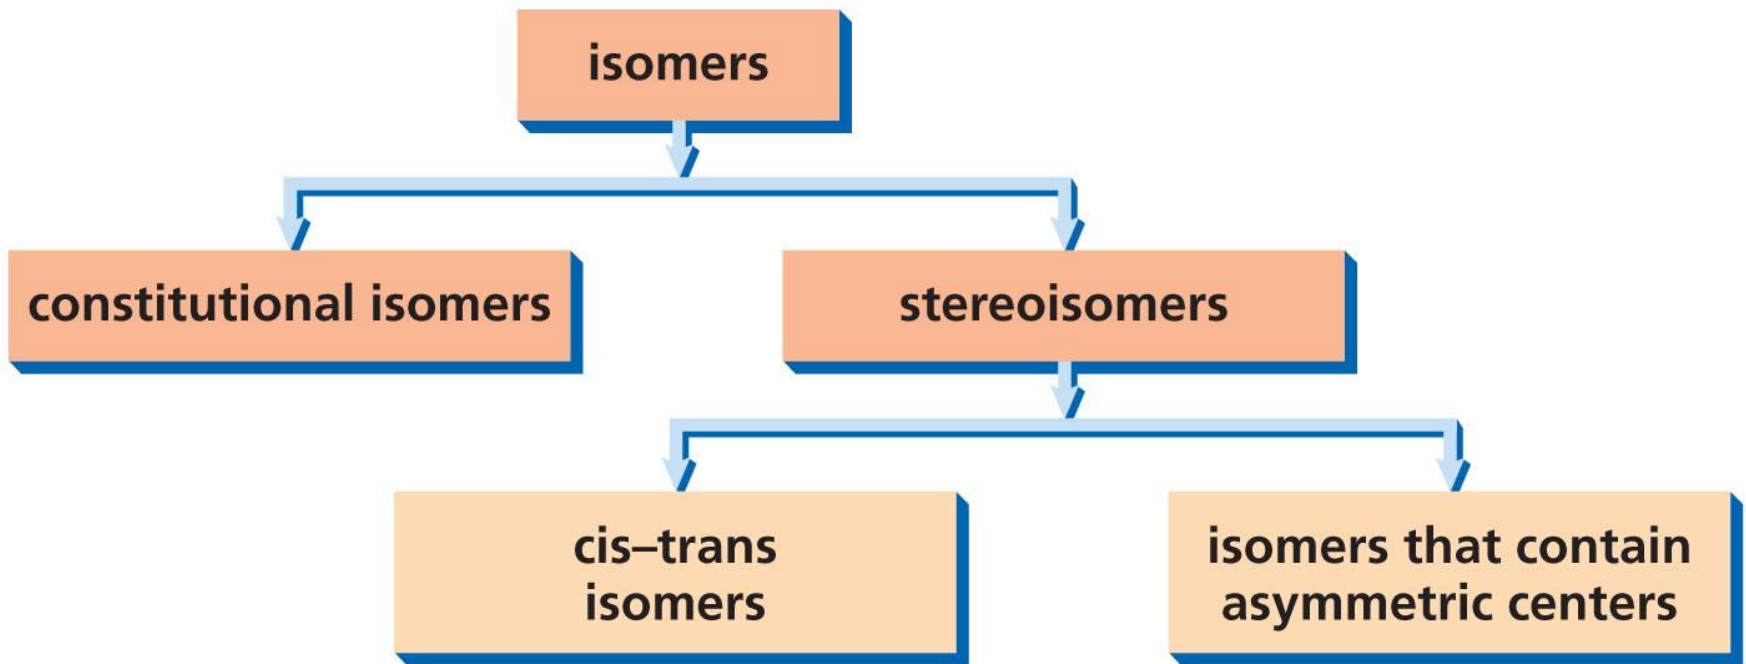 isomers
constitutional isomers
stereoisomers
cis–trans
isomers
isomers that contain
asymmetric centers